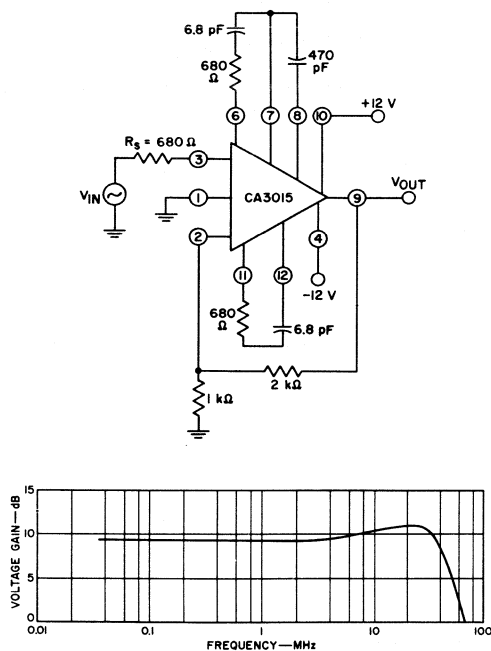 6.8 pF
680 Ω
470 pF
6
7
8
10
+12 V
R_S = 680 Ω
3
V_IN
1
CA3015
9
V_OUT
2
4
11
12
-12 V
680 Ω
6.8 pF
2 kΩ
1 kΩ
VOLTAGE GAIN—dB
15
10
5
0
0.01
0.1
1
10
100
FREQUENCY—MHz